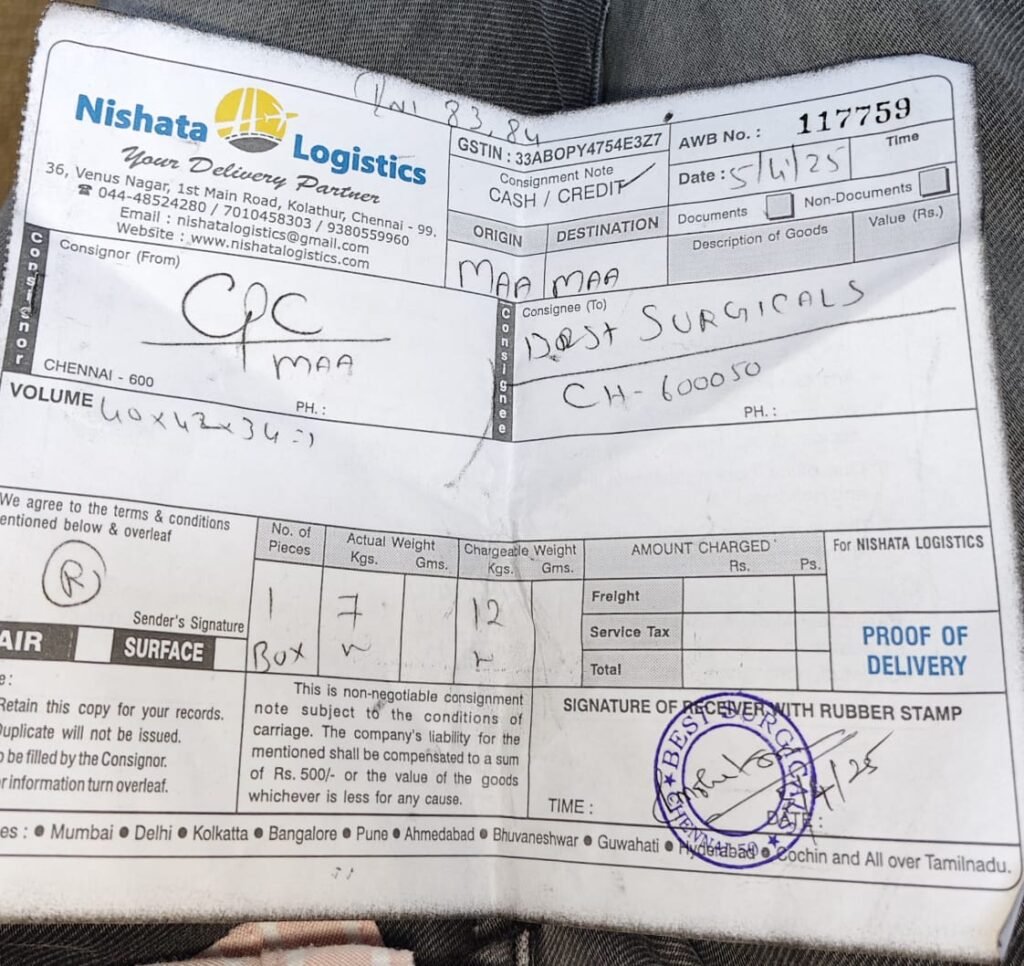 Nishata Logistics
Your Delivery Partner
36, Venus Nagar, 1st Main Road, Kolathur, Chennai - 99.
☎ 044-48524280 / 7010458303 / 9380559960
Email : nishatalogistics@gmail.com
Website : www.nishatalogistics.com
83, 84
GSTIN : 33ABOPY4754E3Z7
Consignment Note
CASH / CREDIT ✓
ORIGIN DESTINATION
MAA MAA
AWB No. : 117759
Date : 5/4/25 Time
Documents Non-Documents
Description of Goods Value (Rs.)
Consignor
Consignor (From)
CPC
MAA
CHENNAI - 600
PH. :
Consignee
Consignee (To)
BEST SURGICALS
CH- 600050
PH. :
VOLUME 40x43x34
We agree to the terms & conditions
entioned below & overleaf
R
Sender's Signature
AIR SURFACE
No. of Pieces
Actual Weight
Kgs. Gms.
Chargeable Weight
Kgs. Gms.
1 7 12
Box
AMOUNT CHARGED
Rs. Ps.
Freight
Service Tax
Total
For NISHATA LOGISTICS
PROOF OF
DELIVERY
e:
Retain this copy for your records.
Duplicate will not be issued.
o be filled by the Consignor.
r information turn overleaf.
This is non-negotiable consignment
note subject to the conditions of
carriage. The company's liability for the
mentioned shall be compensated to a sum
of Rs. 500/- or the value of the goods
whichever is less for any cause.
SIGNATURE OF RECEIVER WITH RUBBER STAMP
BEST SURGICALS
CHENNAI-50
TIME : DATE :
es : ● Mumbai ● Delhi ● Kolkatta ● Bangalore ● Pune ● Ahmedabad ● Bhuvaneshwar ● Guwahati ● Hyderabad ● Cochin and All over Tamilnadu.